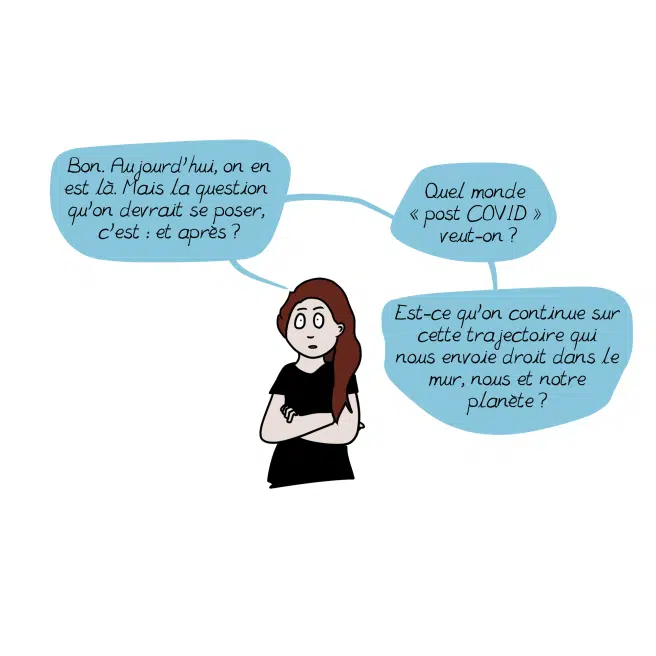 Bon. Aujourd'hui, on en
est là. Mais la question
qu'on devrait se poser,
c'est : et après ?
Quel monde
« post COVID »
veut-on ?
Est-ce qu'on continue sur
cette trajectoire qui
nous envoie droit dans le
mur, nous et notre
planète ?